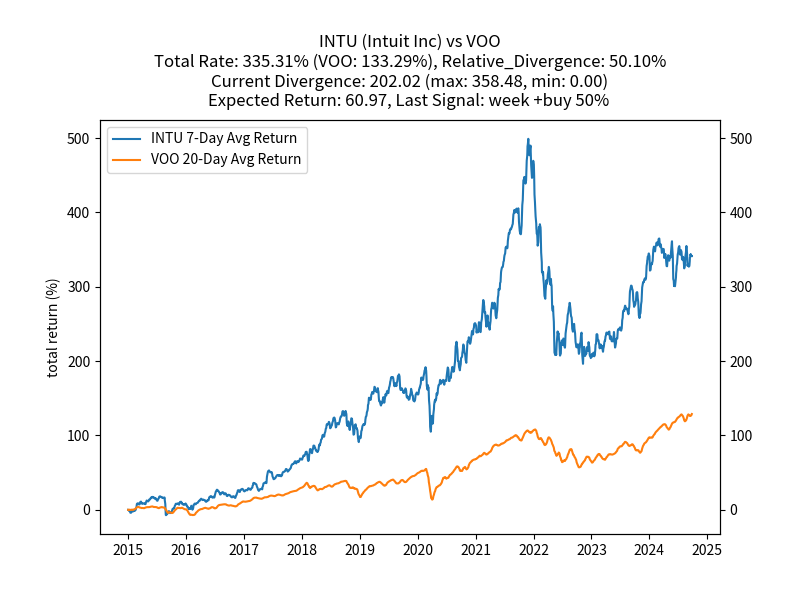 INTU (Intuit Inc) vs VOO
Total Rate: 335.31% (VOO: 133.29%), Relative_Divergence: 50.10%
Current Divergence: 202.02 (max: 358.48, min: 0.00)
Expected Return: 60.97, Last Signal: week +buy 50%
INTU 7-Day Avg Return
VOO 20-Day Avg Return
total return (%)
500
400
300
200
100
0
500
400
300
200
100
0
2015 2016 2017 2018 2019 2020 2021 2022 2023 2024 2025